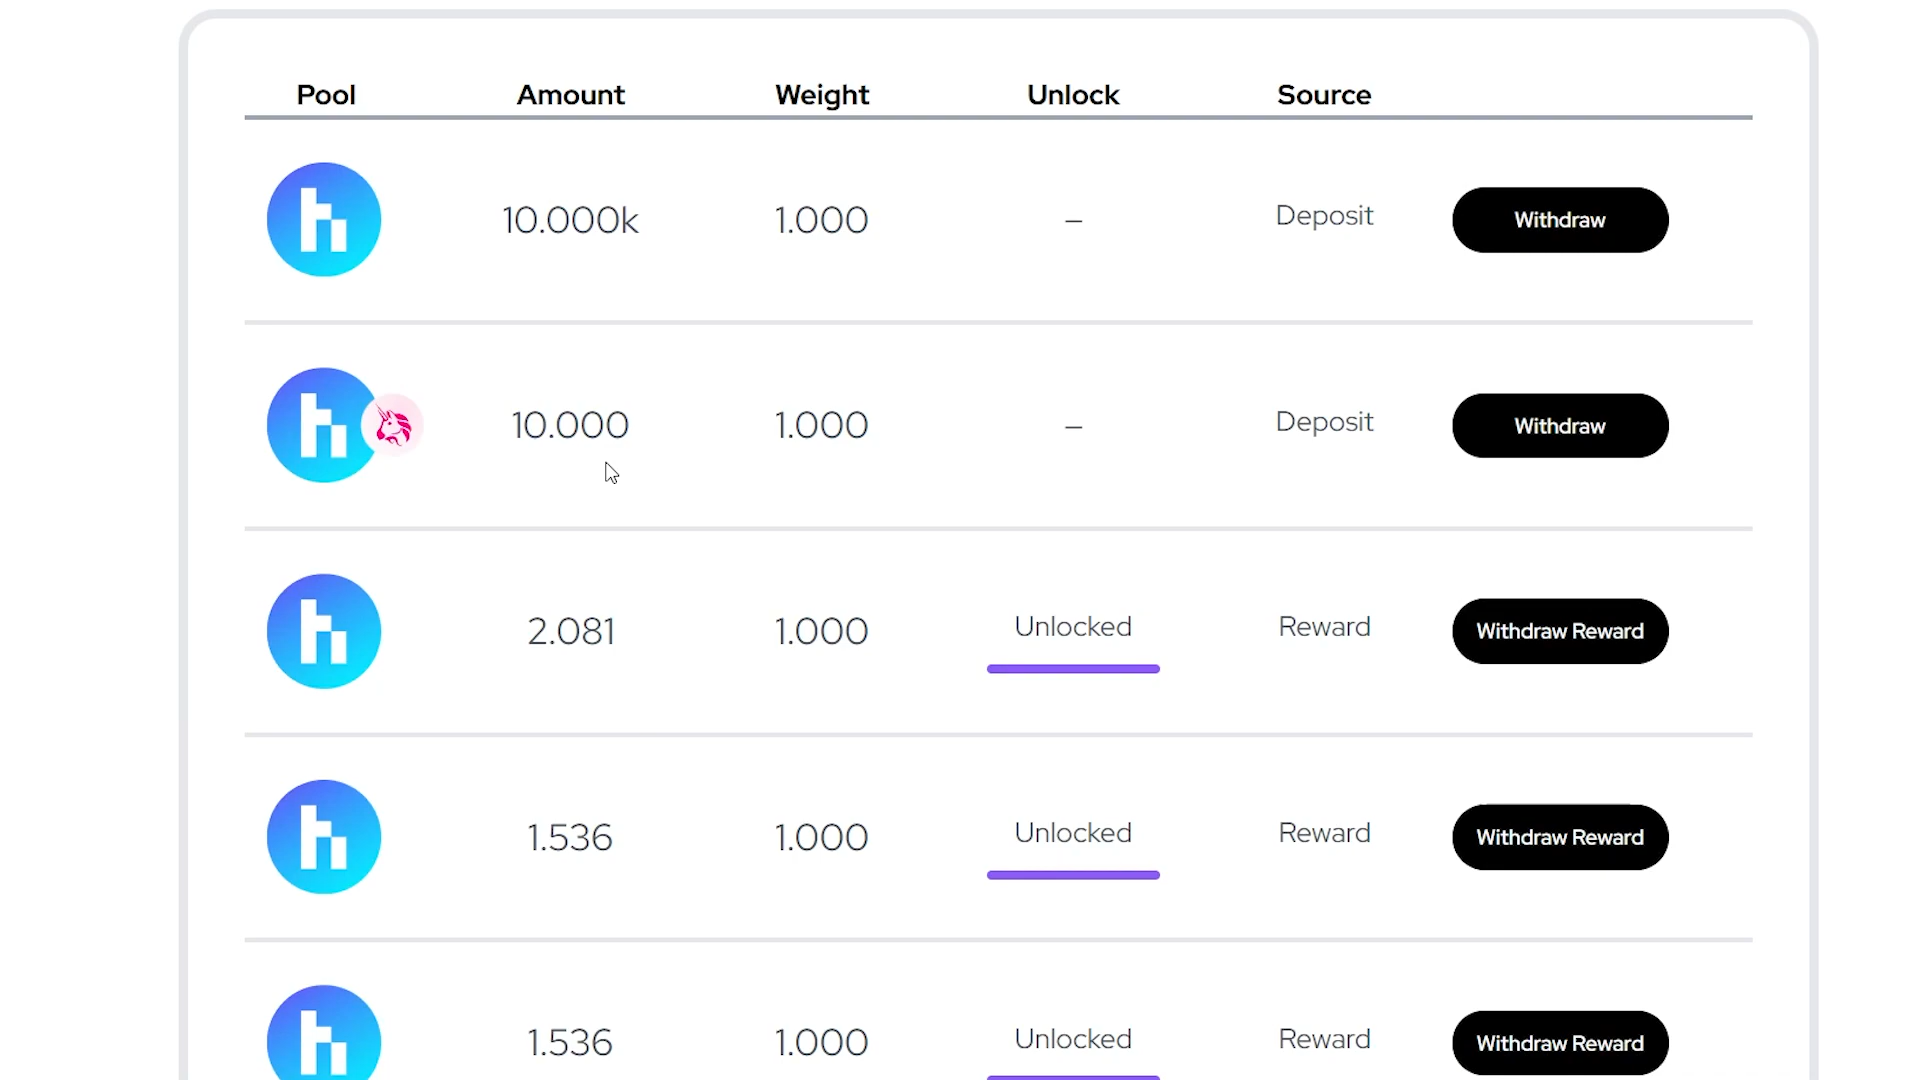 Pool Amount Weight Unlock Source
h 10.000k 1.000 – Deposit Withdraw
h 10.000 1.000 – Deposit Withdraw
h 2.081 1.000 Unlocked Reward Withdraw Reward
h 1.536 1.000 Unlocked Reward Withdraw Reward
h 1.536 1.000 Unlocked Reward Withdraw Reward